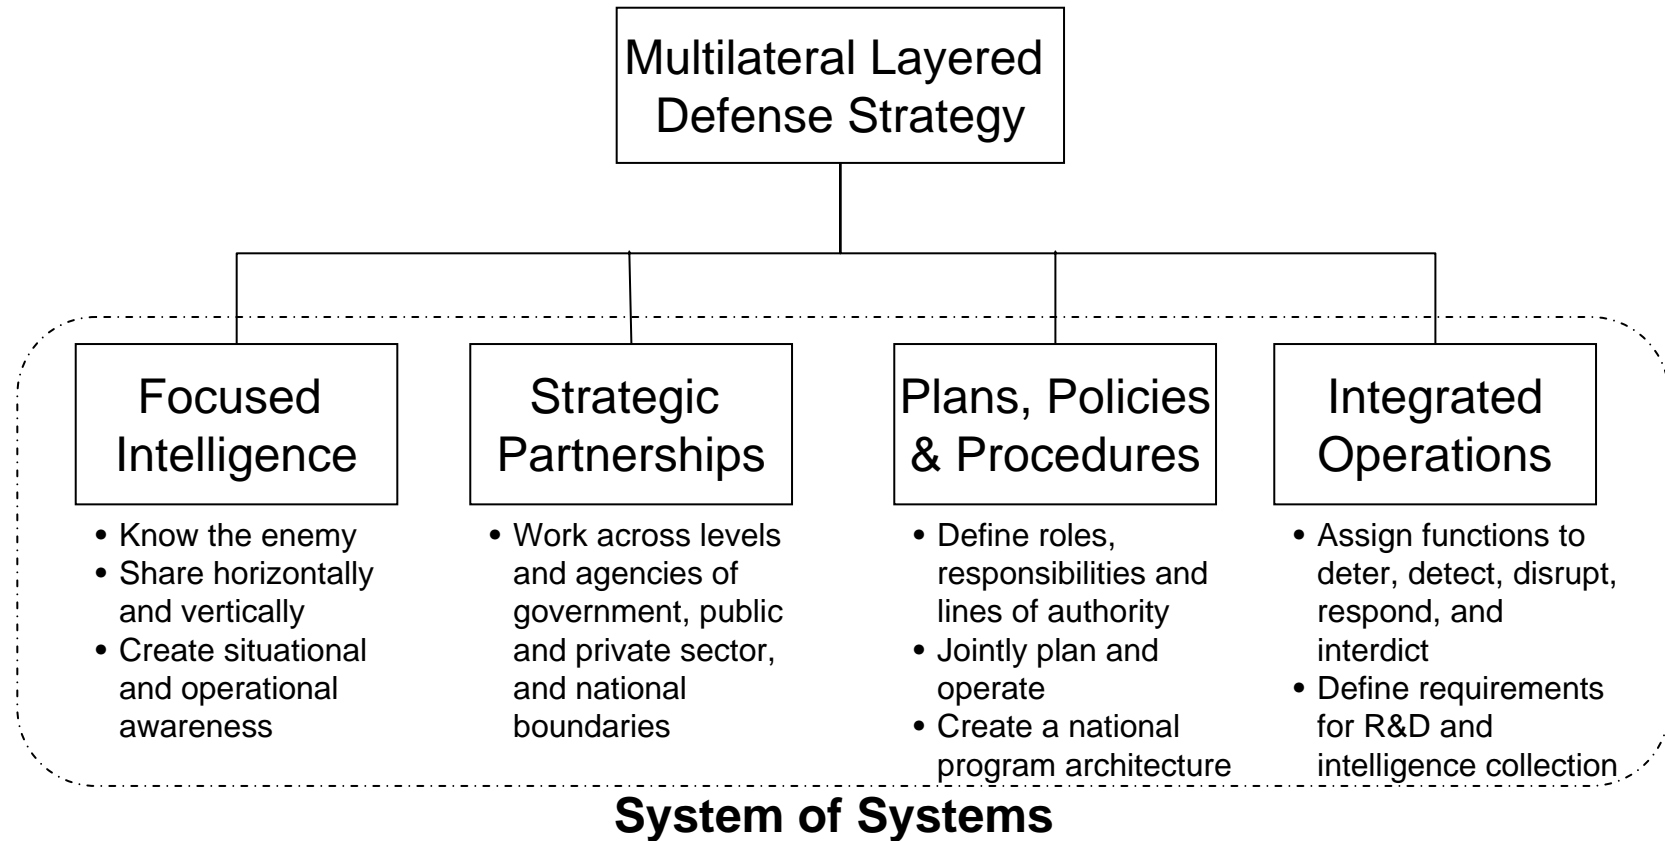 Multilateral Layered
Defense Strategy
Focused
Intelligence
• Know the enemy
• Share horizontally
and vertically
• Create situational
and operational
awareness
Strategic
Partnerships
• Work across levels
and agencies of
government, public
and private sector,
and national
boundaries
Plans, Policies
& Procedures
• Define roles,
responsibilities and
lines of authority
• Jointly plan and
operate
• Create a national
program architecture
Integrated
Operations
• Assign functions to
deter, detect, disrupt,
respond, and
interdict
• Define requirements
for R&D and
intelligence collection
System of Systems